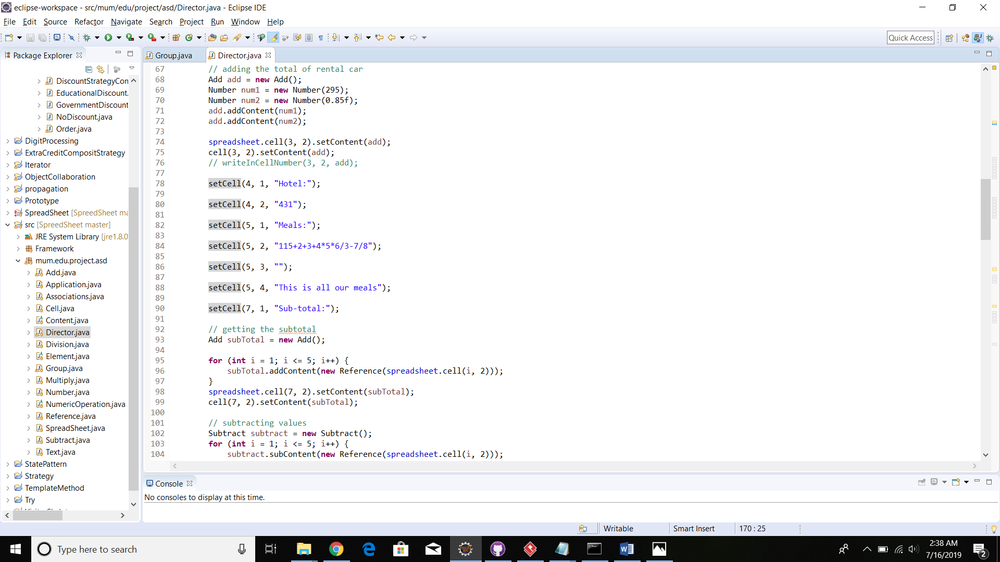 eclipse-workspace - src/mum/edu/project/asd/Director.java - Eclipse IDE
File Edit Source Refactor Navigate Search Project Run Window Help
Quick Access
Package Explorer
DiscountStrategyCon
EducationalDiscount.
GovernmentDiscount
NoDiscount.java
Order.java
DigitProcessing
ExtraCreditCompositStrategy
Iterator
ObjectCollaboration
propagation
Prototype
SpreadSheet [SpreedSheet ma
src [SpreedSheet master]
JRE System Library [jre1.8.0
Framework
mum.edu.project.asd
Add.java
Application.java
Associations.java
Cell.java
Content.java
Director.java
Division.java
Element.java
Group.java
Multiply.java
Number.java
NumericOperation.java
Reference.java
SpreadSheet.java
Subtract.java
Text.java
StatePattern
Strategy
TemplateMethod
Try
Group.java Director.java
67 // adding the total of rental car
68 Add add = new Add();
69 Number num1 = new Number(295);
70 Number num2 = new Number(0.85f);
71 add.addContent(num1);
72 add.addContent(num2);
73
74 spreadsheet.cell(3, 2).setContent(add);
75 cell(3, 2).setContent(add);
76 // writeInCellNumber(3, 2, add);
77
78 setCell(4, 1, "Hotel:");
79
80 setCell(4, 2, "431");
81
82 setCell(5, 1, "Meals:");
83
84 setCell(5, 2, "115+2+3+4*5*6/3-7/8");
85
86 setCell(5, 3, "");
87
88 setCell(5, 4, "This is all our meals");
89
90 setCell(7, 1, "Sub-total:");
91
92 // getting the subtotal
93 Add subTotal = new Add();
94
95 for (int i = 1; i <= 5; i++) {
96 subTotal.addContent(new Reference(spreadsheet.cell(i, 2)));
97 }
98 spreadsheet.cell(7, 2).setContent(subTotal);
99 cell(7, 2).setContent(subTotal);
100
101 // subtracting values
102 Subtract subtract = new Subtract();
103 for (int i = 1; i <= 5; i++) {
104 subtract.subContent(new Reference(spreadsheet.cell(i, 2)));
Console
No consoles to display at this time.
Writable Smart Insert 170 : 25
Type here to search
2:38 AM
7/16/2019
2